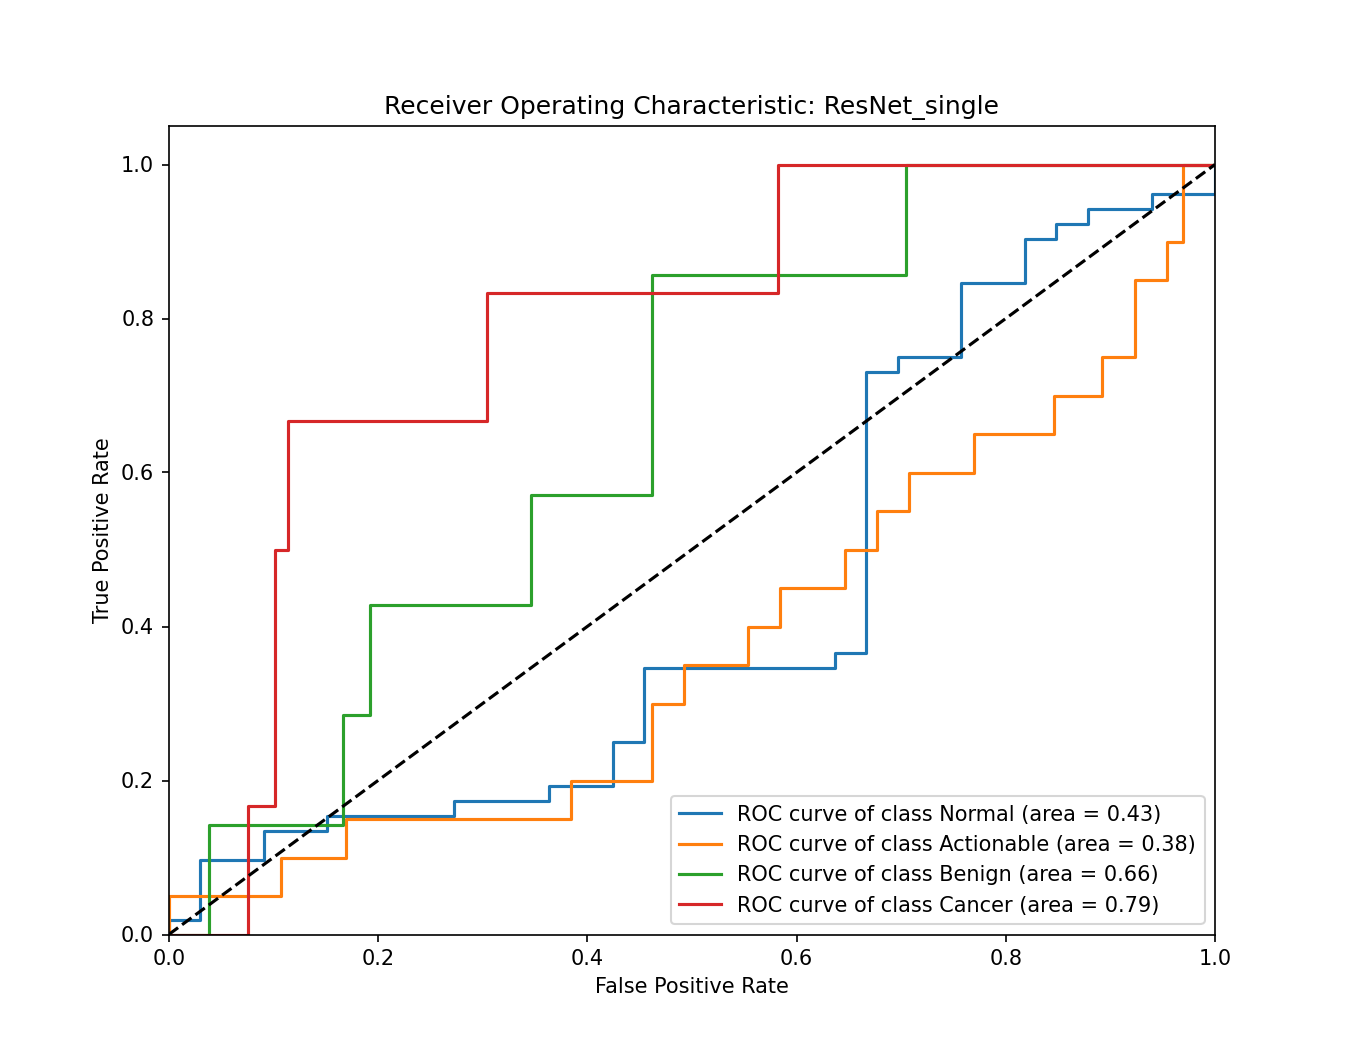 Receiver Operating Characteristic: ResNet_single
1.0
0.8
0.6
0.4
0.2
0.0
True Positive Rate
ROC curve of class Normal (area = 0.43)
ROC curve of class Actionable (area = 0.38)
ROC curve of class Benign (area = 0.66)
ROC curve of class Cancer (area = 0.79)
0.0 0.2 0.4 0.6 0.8 1.0
False Positive Rate